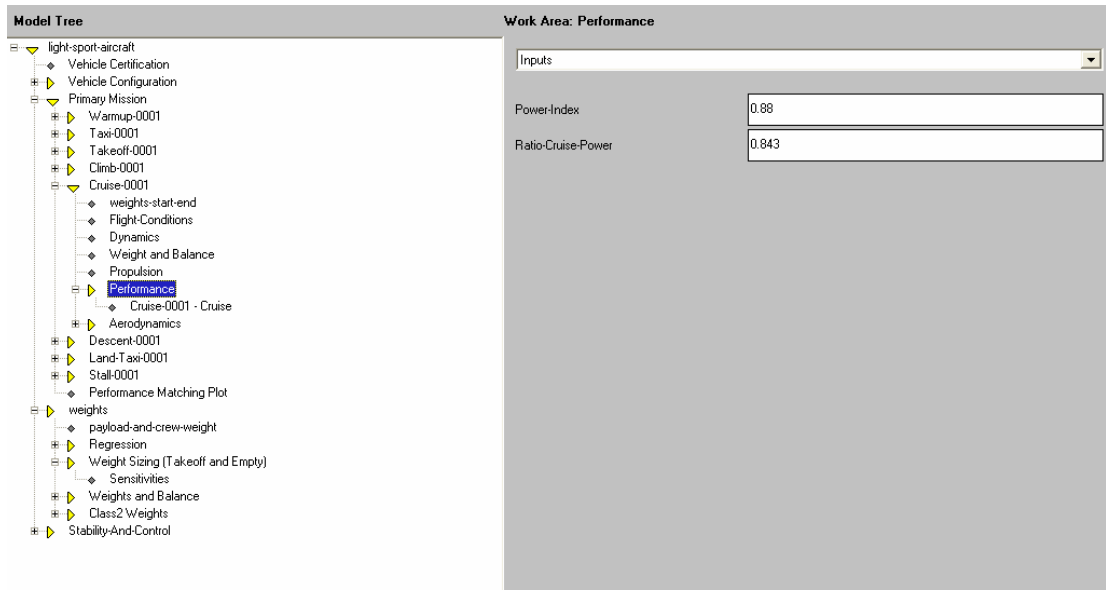 Model Tree
light-sport-aircraft
Vehicle Certification
Vehicle Configuration
Primary Mission
Warmup-0001
Taxi-0001
Takeoff-0001
Climb-0001
Cruise-0001
weights-start-end
Flight-Conditions
Dynamics
Weight and Balance
Propulsion
Performance
Cruise-0001 - Cruise
Aerodynamics
Descent-0001
Land-Taxi-0001
Stall-0001
Performance Matching Plot
weights
payload-and-crew-weight
Regression
Weight Sizing (Takeoff and Empty)
Sensitivities
Weights and Balance
Class2 Weights
Stability-And-Control
Work Area: Performance
Inputs
Power-Index 0.88
Ratio-Cruise-Power 0.843